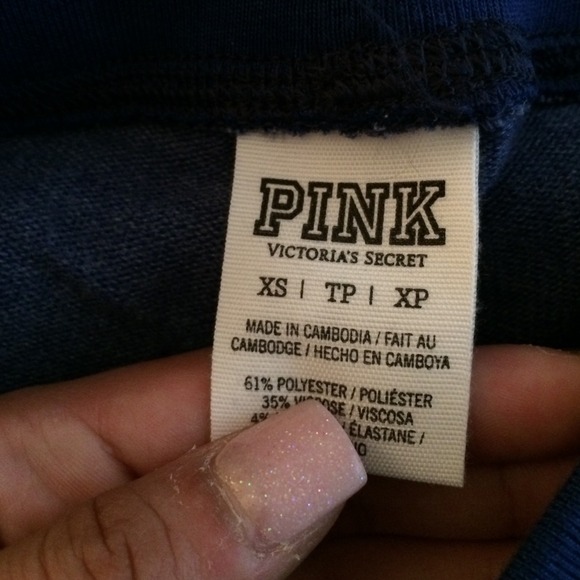 PINK
VICTORIA'S SECRET
XS | TP | XP
MADE IN CAMBODIA / FAIT AU
CAMBODGE / HECHO EN CAMBOYA
61% POLYESTER / POLIÉSTER
35% VISCOSE / VISCOSA
4% / ÉLASTANE /